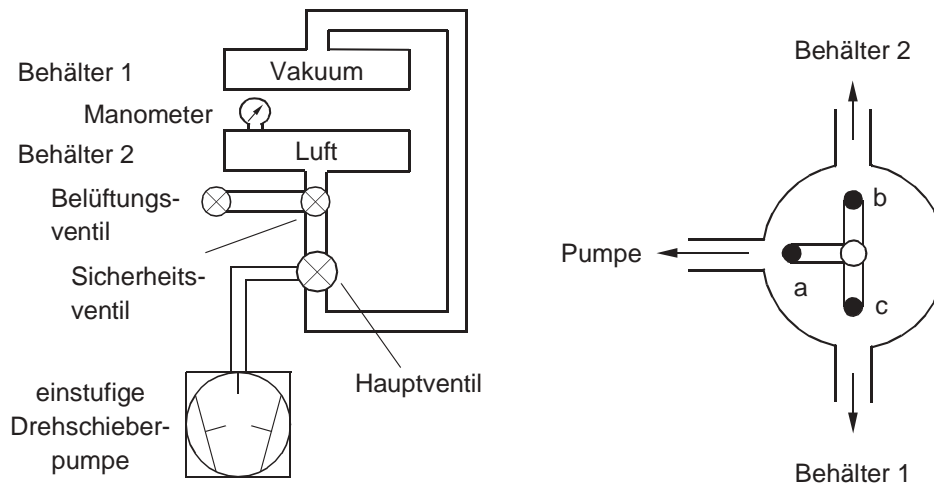 Behälter 1
Vakuum
Manometer
Behälter 2
Luft
Belüftungs-
ventil
Sicherheits-
ventil
Hauptventil
einstufige
Drehschieber-
pumpe
Behälter 2
b
Pumpe
a
c
Behälter 1